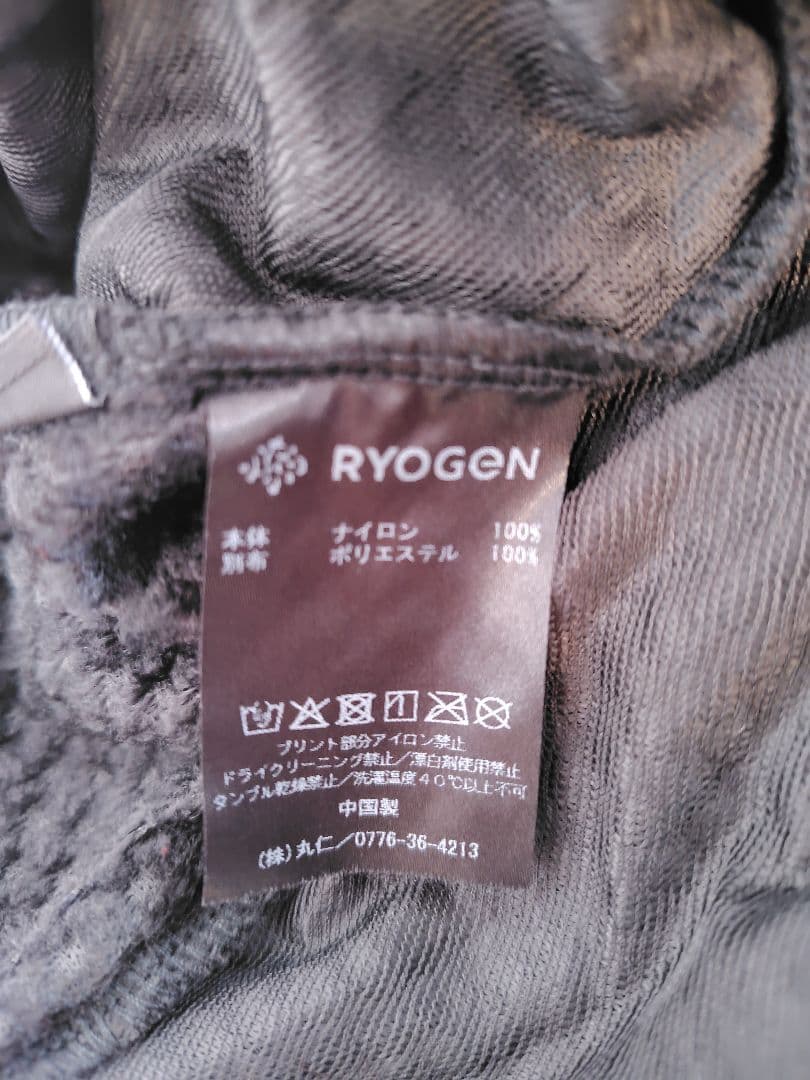 RYOGeN
本体 ナイロン 100%
別布 ポリエステル 100%
プリント部分アイロン禁止
ドライクリーニング禁止/漂白剤使用禁止
タンブル乾燥禁止/洗濯温度40℃以上不可
中国製
(株)丸仁/0776-36-4213